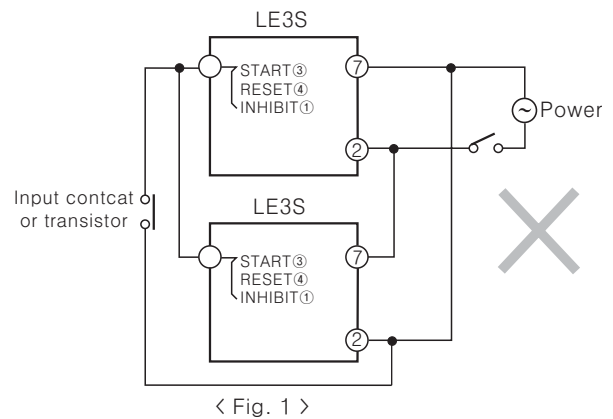 LE3S
START③
RESET④
INHIBIT①
⑦
②
Power
Input contcat
or transistor
LE3S
START③
RESET④
INHIBIT①
⑦
②
〈 Fig. 1 〉